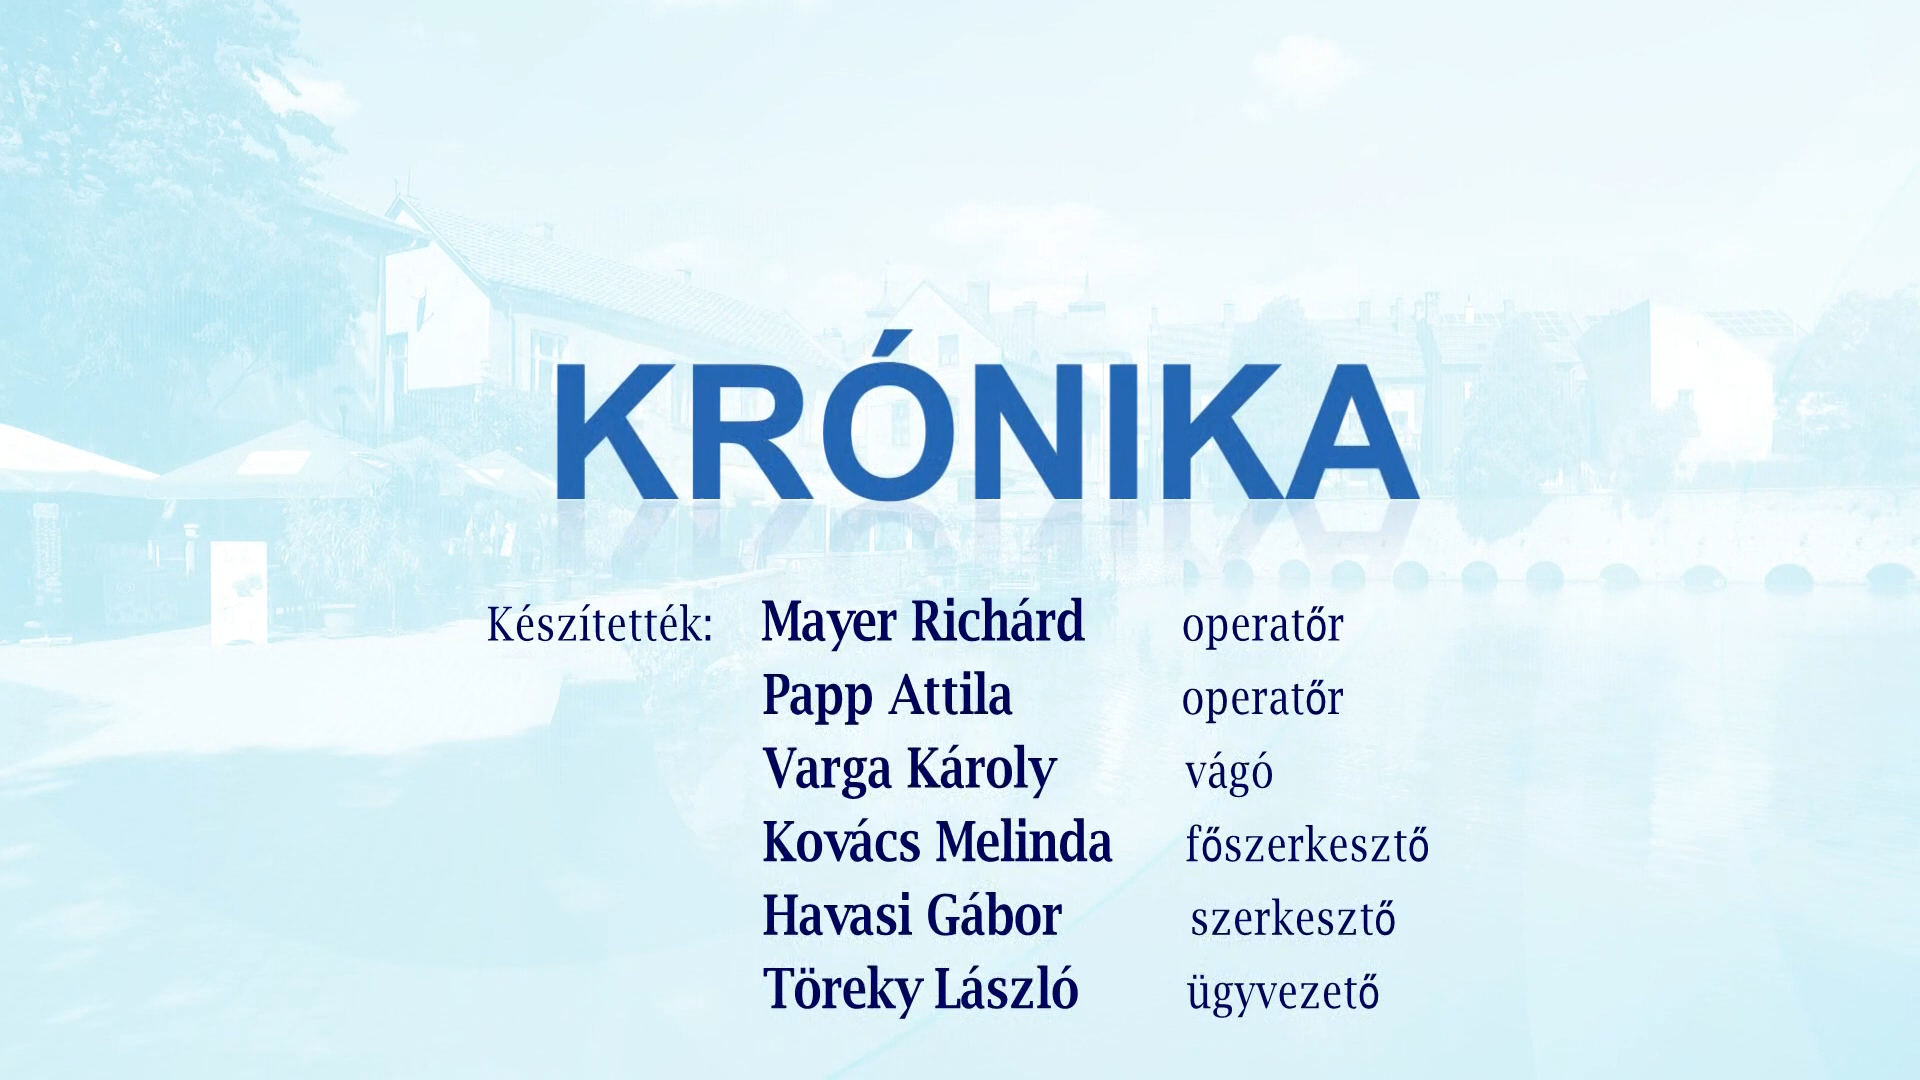 KRÓNIKA
Készítették: Mayer Richárd operatőr
Papp Attila operatőr
Varga Károly vágó
Kovács Melinda főszerkesztő
Havasi Gábor szerkesztő
Töreky László ügyvezető